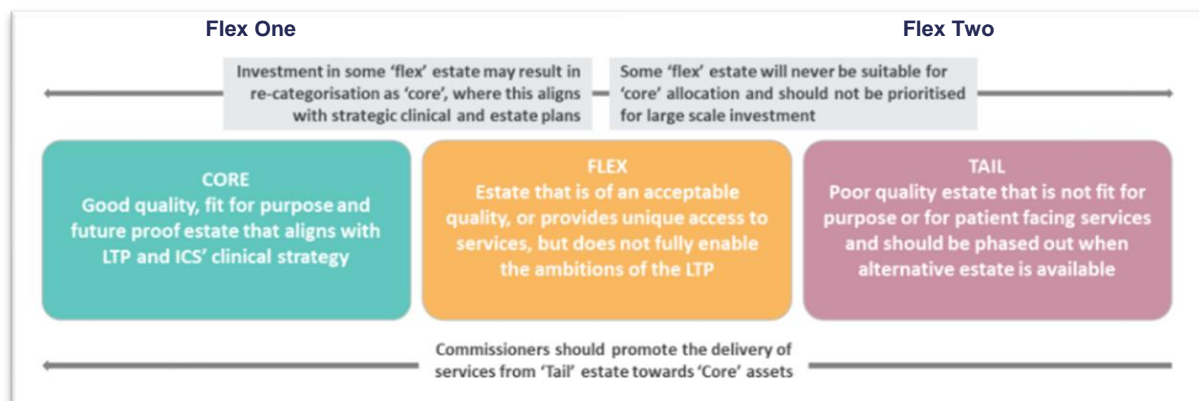 Flex One
Flex Two
Investment in some 'flex' estate may result in
re-categorisation as 'core', where this aligns
with strategic clinical and estate plans
Some 'flex' estate will never be suitable for
'core' allocation and should not be prioritised
for large scale investment
CORE
Good quality, fit for purpose and
future proof estate that aligns with
LTP and ICS' clinical strategy
FLEX
Estate that is of an acceptable
quality, or provides unique access to
services, but does not fully enable
the ambitions of the LTP
TAIL
Poor quality estate that is not fit for
purpose or for patient facing services
and should be phased out when
alternative estate is available
Commissioners should promote the delivery of
services from 'Tail' estate towards 'Core' assets